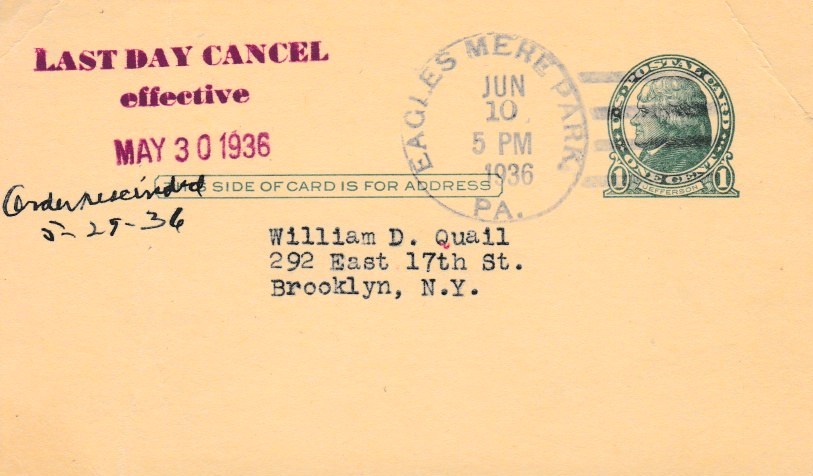 LAST DAY CANCEL
effective
MAY 30 1936
Order rescinded
5-29-36
EAGLES MERE PARK,
JUN
10
5 PM
1936
PA.
U.S. POSTAL CARD
ONE CENT
1 JEFFERSON 1
THIS SIDE OF CARD IS FOR ADDRESS
William D. Quail
292 East 17th St.
Brooklyn, N.Y.